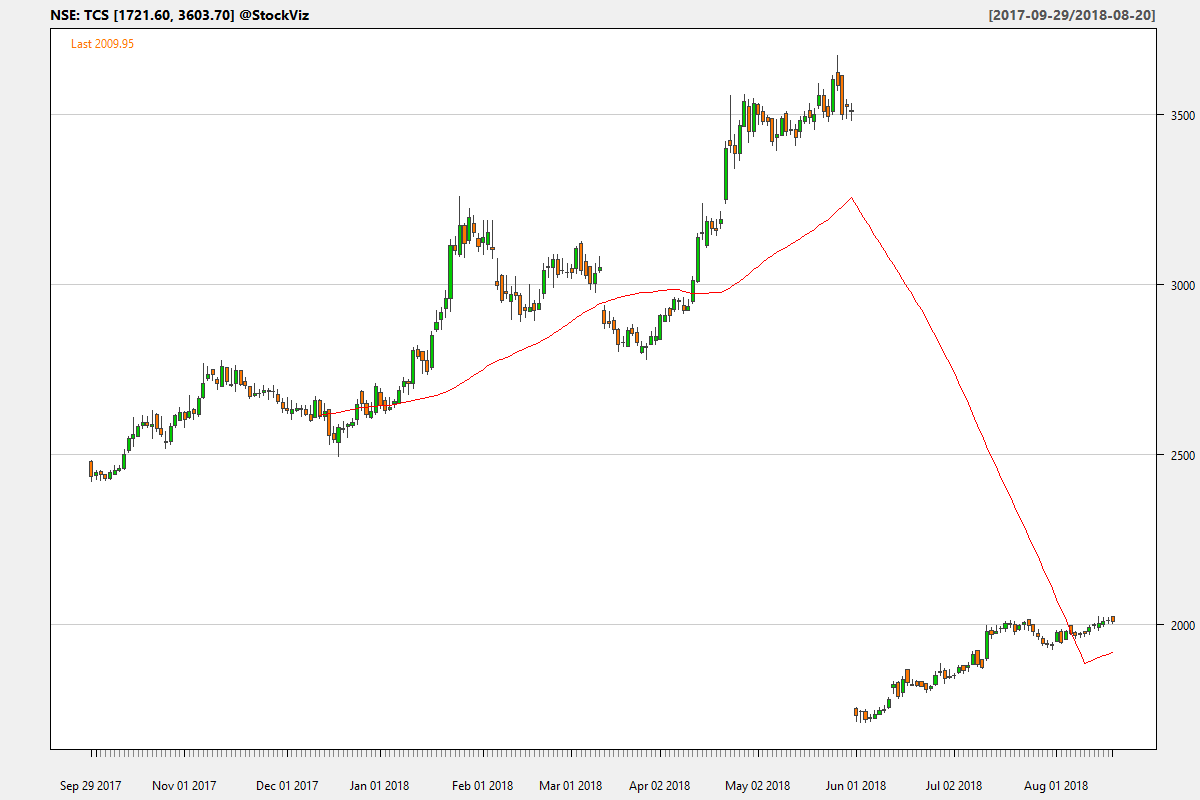 NSE: TCS [1721.60, 3603.70] @StockViz [2017-09-29/2018-08-20]
Last 2009.95
3500
3000
2500
2000
Sep 29 2017 Nov 01 2017 Dec 01 2017 Jan 01 2018 Feb 01 2018 Mar 01 2018 Apr 02 2018 May 02 2018 Jun 01 2018 Jul 02 2018 Aug 01 2018